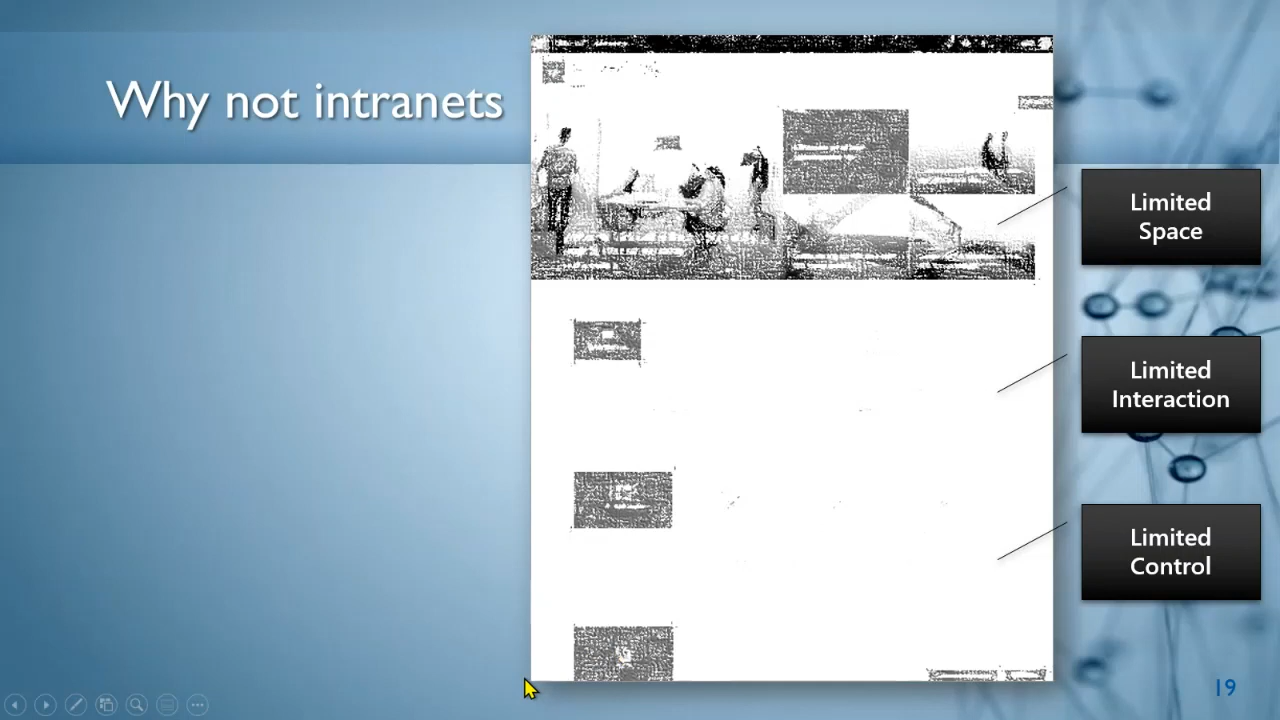 Why not intranets
Limited
Space
Limited
Interaction
Limited
Control
19